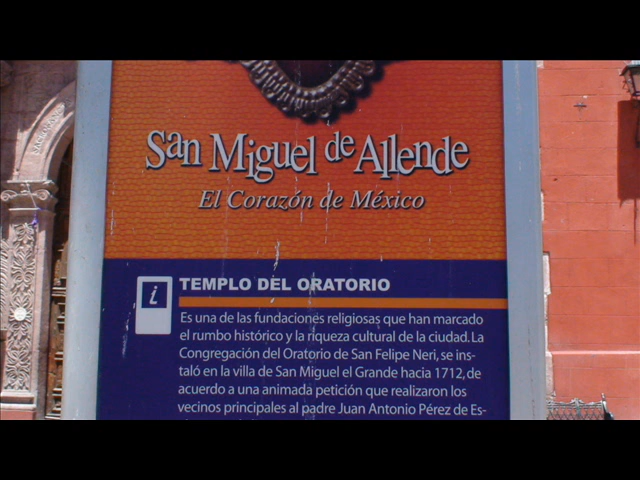 San Miguel de Allende
El Corazón de México
i
TEMPLO DEL ORATORIO
Es una de las fundaciones religiosas que han marcado
el rumbo histórico y la riqueza cultural de la ciudad. La
Congregación del Oratorio de San Felipe Neri, se ins-
taló en la villa de San Miguel el Grande hacia 1712, de
acuerdo a una animada petición que realizaron los
vecinos principales al padre Juan Antonio Pérez de Es-